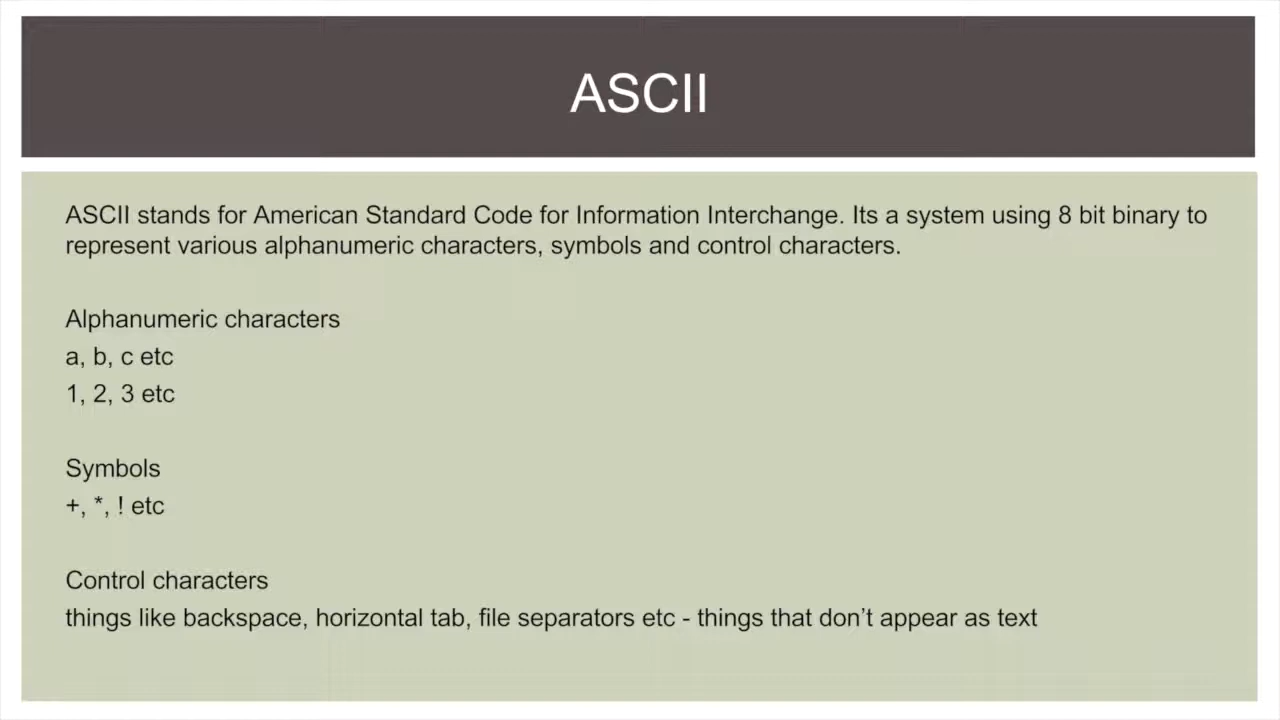 ASCII
ASCII stands for American Standard Code for Information Interchange. Its a system using 8 bit binary to
represent various alphanumeric characters, symbols and control characters.
Alphanumeric characters
a, b, c etc
1, 2, 3 etc
Symbols
+, *, ! etc
Control characters
things like backspace, horizontal tab, file separators etc - things that don’t appear as text